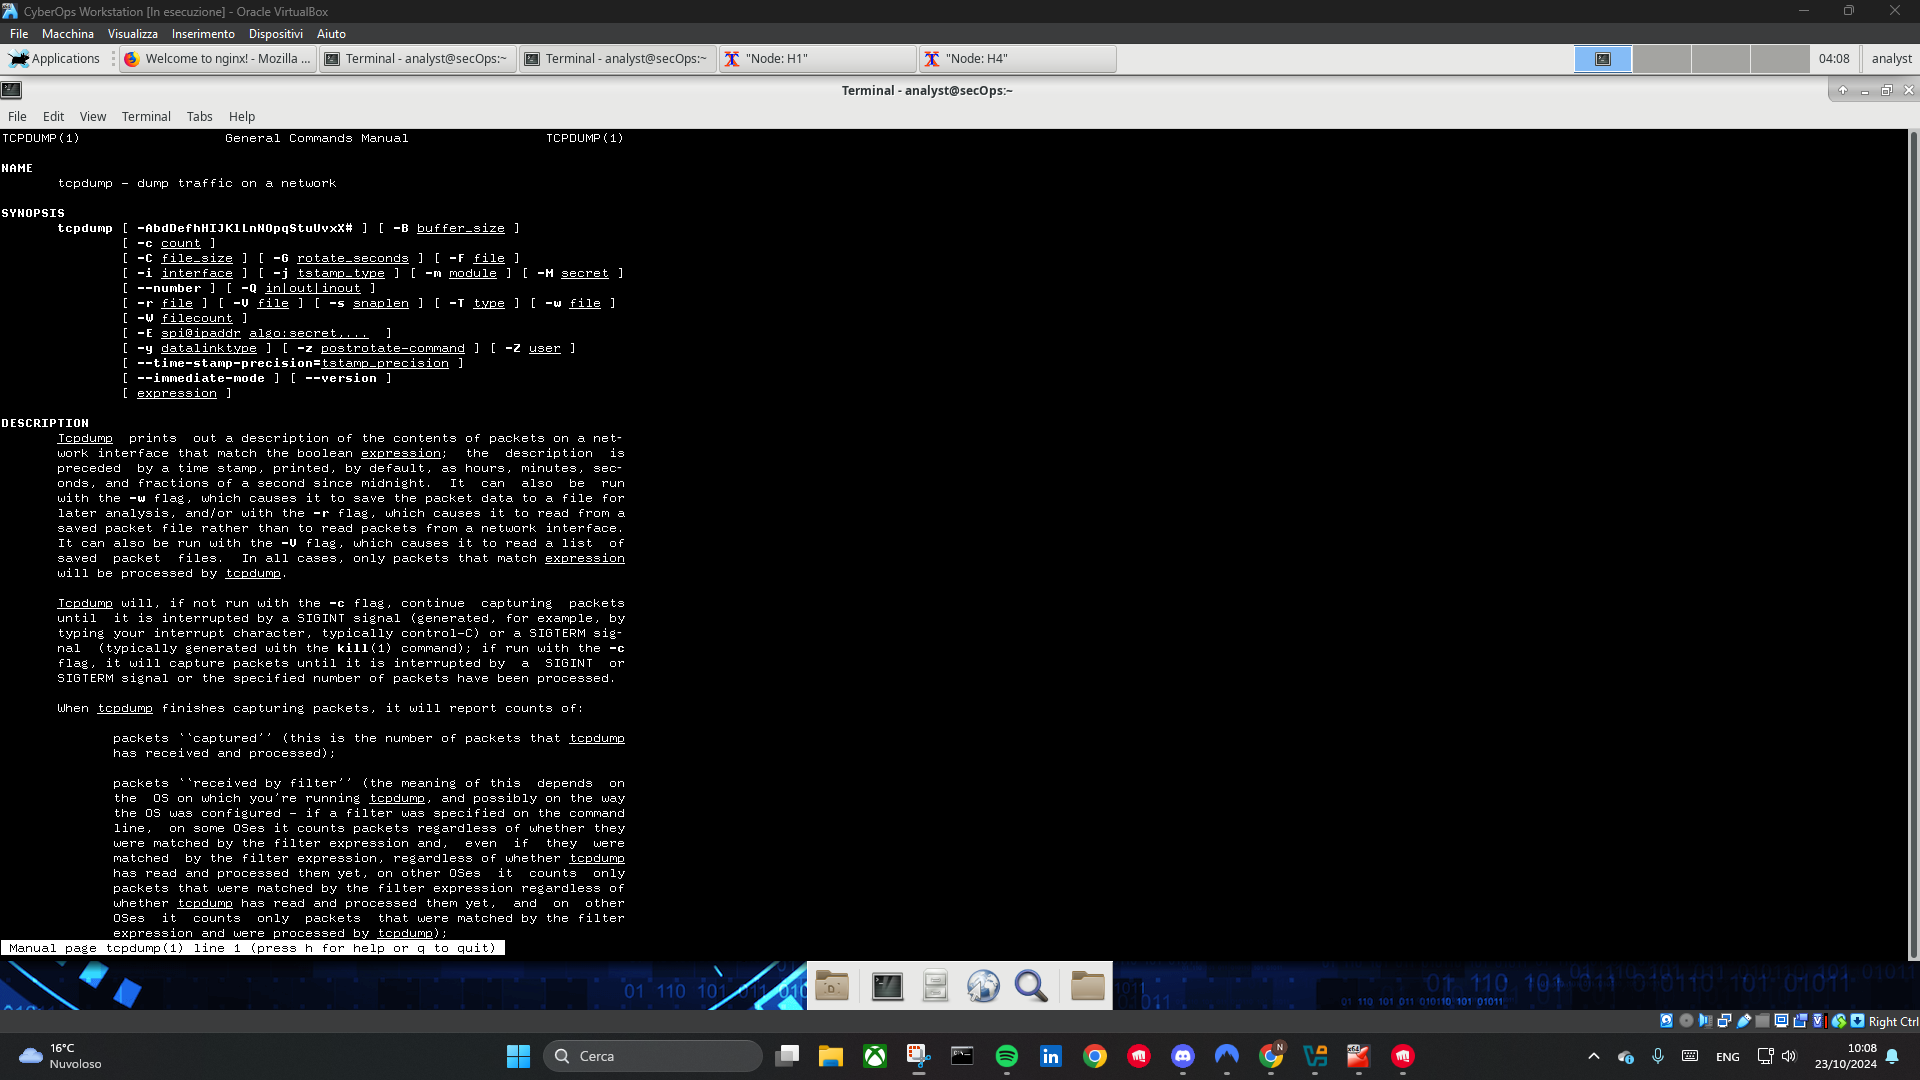 CyberOps Workstation [In esecuzione] - Oracle VirtualBox
File Macchina Visualizza Inserimento Dispositivi Aiuto
Applications Welcome to nginx! - Mozilla ... Terminal - analyst@secOps:~ Terminal - analyst@secOps:~ "Node: H1" "Node: H4" 04:08 analyst
Terminal - analyst@secOps:~
File Edit View Terminal Tabs Help
TCPDUMP(1) General Commands Manual TCPDUMP(1)
NAME
tcpdump - dump traffic on a network
SYNOPSIS
tcpdump [ -AbdDefhHIJKlLnNOpqStuUvxX# ] [ -B buffer_size ]
[ -c count ]
[ -C file_size ] [ -G rotate_seconds ] [ -F file ]
[ -i interface ] [ -j tstamp_type ] [ -m module ] [ -M secret ]
[ --number ] [ -Q in|out|inout ]
[ -r file ] [ -V file ] [ -s snaplen ] [ -T type ] [ -w file ]
[ -W filecount ]
[ -E spi@ipaddr algo:secret,... ]
[ -y datalinktype ] [ -z postrotate-command ] [ -Z user ]
[ --time-stamp-precision=tstamp_precision ]
[ --immediate-mode ] [ --version ]
[ expression ]
DESCRIPTION
Tcpdump prints out a description of the contents of packets on a net-
work interface that match the boolean expression; the description is
preceded by a time stamp, printed, by default, as hours, minutes, sec-
onds, and fractions of a second since midnight. It can also be run
with the -w flag, which causes it to save the packet data to a file for
later analysis, and/or with the -r flag, which causes it to read from a
saved packet file rather than to read packets from a network interface.
It can also be run with the -V flag, which causes it to read a list of
saved packet files. In all cases, only packets that match expression
will be processed by tcpdump.
Tcpdump will, if not run with the -c flag, continue capturing packets
until it is interrupted by a SIGINT signal (generated, for example, by
typing your interrupt character, typically control-C) or a SIGTERM sig-
nal (typically generated with the kill(1) command); if run with the -c
flag, it will capture packets until it is interrupted by a SIGINT or
SIGTERM signal or the specified number of packets have been processed.
When tcpdump finishes capturing packets, it will report counts of:
packets ``captured'' (this is the number of packets that tcpdump
has received and processed);
packets ``received by filter'' (the meaning of this depends on
the OS on which you're running tcpdump, and possibly on the way
the OS was configured - if a filter was specified on the command
line, on some OSes it counts packets regardless of whether they
were matched by the filter expression and, even if they were
matched by the filter expression, regardless of whether tcpdump
has read and processed them yet, on other OSes it counts only
packets that were matched by the filter expression regardless of
whether tcpdump has read and processed them yet, and on other
OSes it counts only packets that were matched by the filter
expression and were processed by tcpdump);
Manual page tcpdump(1) line 1 (press h for help or q to quit)
Right Ctrl
16°C
Nuvoloso
Cerca
ENG
10:08
23/10/2024